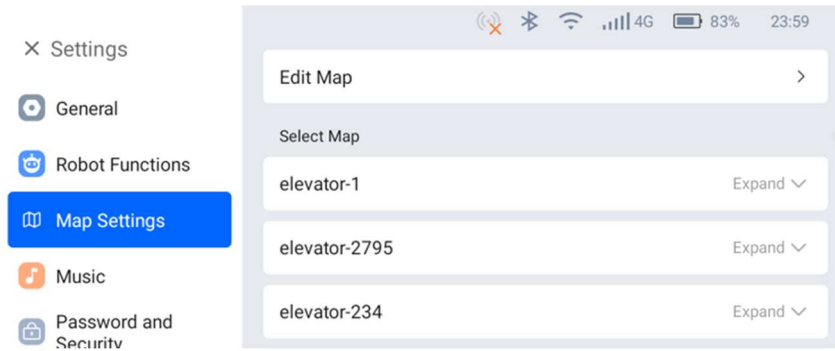 4G 83% 23:59
Settings
General
Robot Functions
Map Settings
Music
Password and
Security
Edit Map
Select Map
elevator-1 Expand
elevator-2795 Expand
elevator-234 Expand